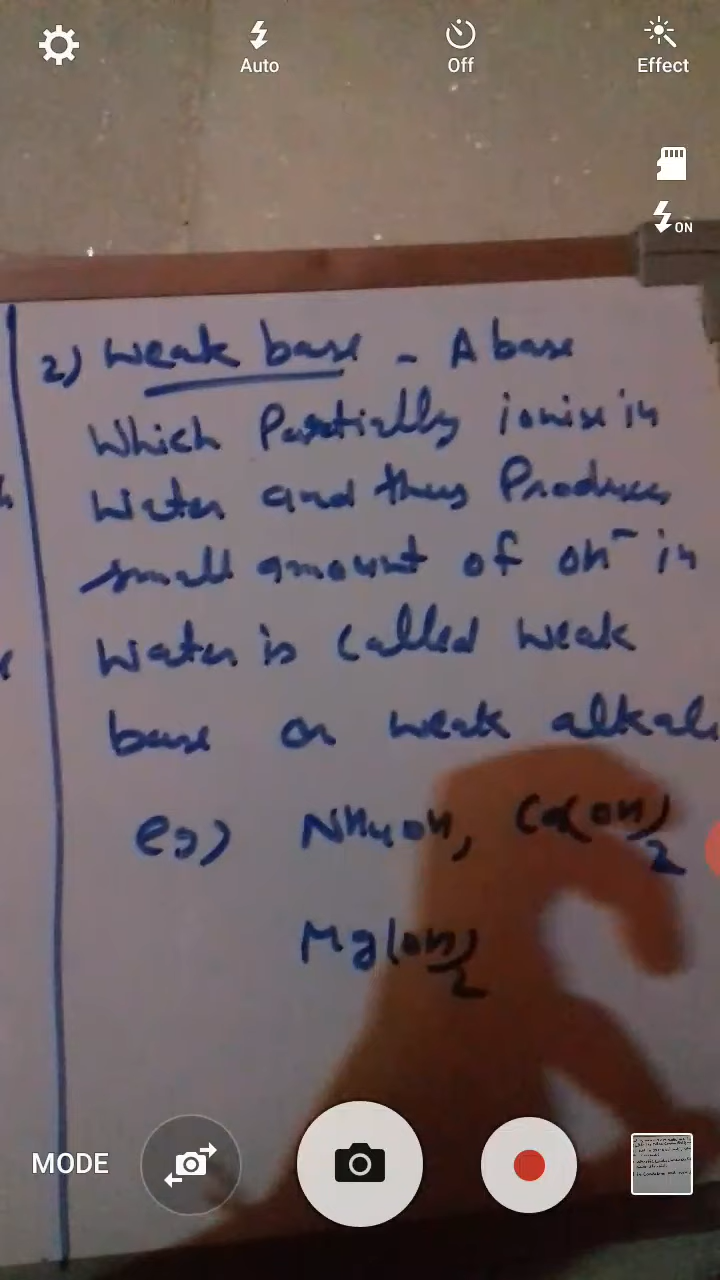 Auto
Off
Effect
ON
2) Weak base - A base
Which Partially ionise in
Water and thus Produces
small amount of OH⁻ in
Water is called weak
base or weak alkali
eg) NH4OH, Ca(OH)2
Mg(OH)2
MODE